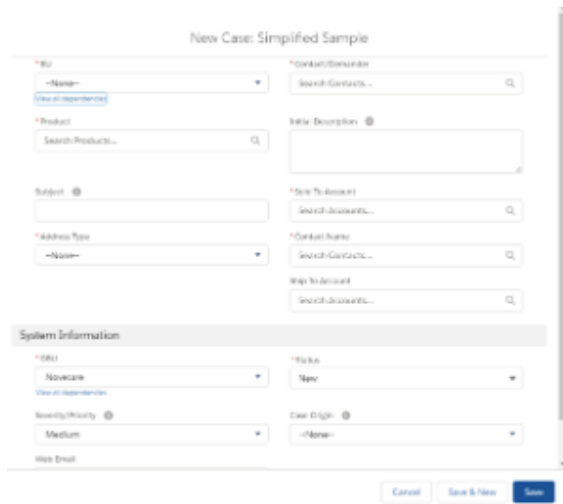 New Case: Simplified Sample
*BU
--None--
View all dependencies
*Contact/Demander
Search Contacts...
*Product
Search Products...
Initial Description
Subject
*Sold To Account
Search Accounts...
*Address Type
--None--
*Contact Name
Search Contacts...
Ship To Account
Search Accounts...
System Information
*GBU
Novecare
View all dependencies
*Status
New
Severity/Priority
Medium
Case Origin
--None--
Web Email
Cancel
Save & New
Save